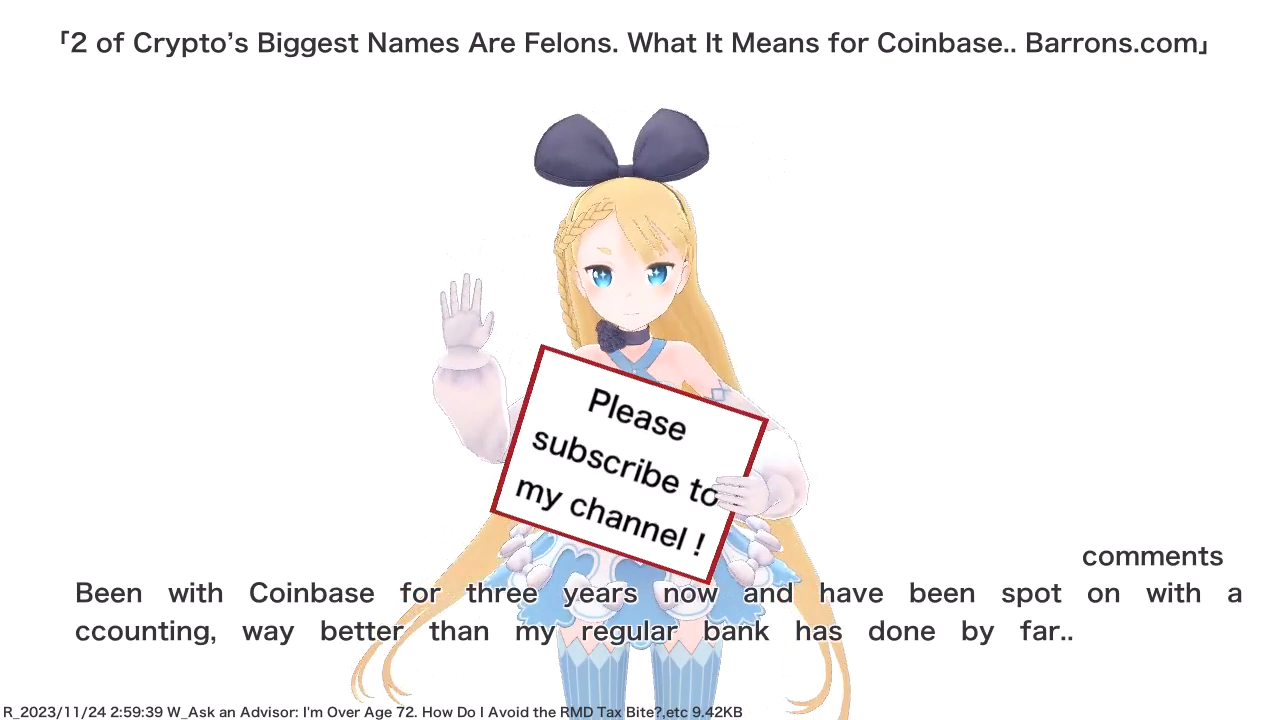 「2 of Crypto’s Biggest Names Are Felons. What It Means for Coinbase.. Barrons.com」
Please
subscribe to
my channel !
comments
Been with Coinbase for three years now and have been spot on with a
ccounting, way better than my regular bank has done by far..
R_2023/11/24 2:59:39 W_Ask an Advisor: I'm Over Age 72. How Do I Avoid the RMD Tax Bite?,etc 9.42KB